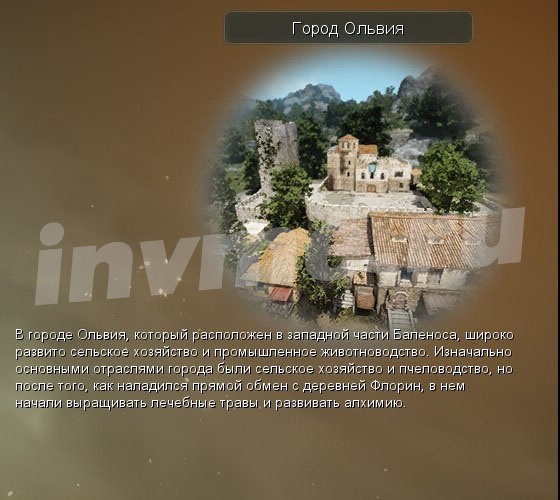 Город Ольвия
В городе Ольвия, который расположен в западной части Баленоса, широко
развито сельское хозяйство и промышленное животноводство. Изначально
основными отраслями города были сельское хозяйство и пчеловодство, но
после того, как наладился прямой обмен с деревней Флорин, в нем
начали выращивать лечебные травы и развивать алхимию.